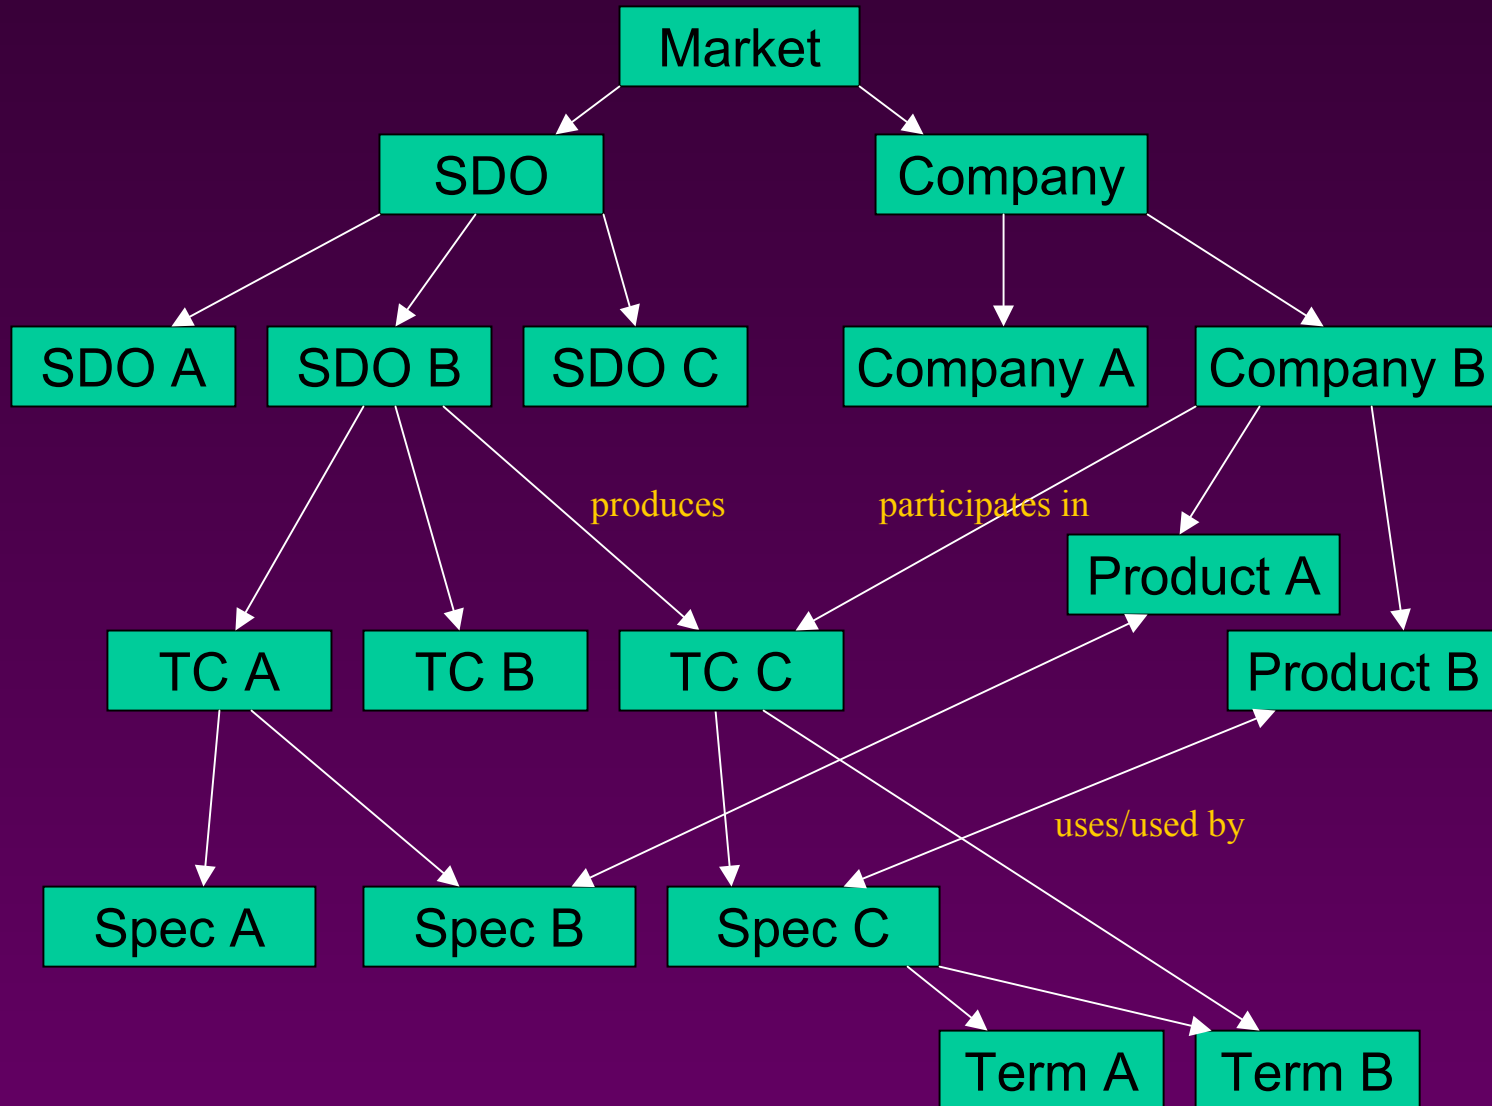 Market
SDO
Company
SDO A
SDO B
SDO C
Company A
Company B
produces
participates in
Product A
TC A
TC B
TC C
Product B
uses/used by
Spec A
Spec B
Spec C
Term A
Term B